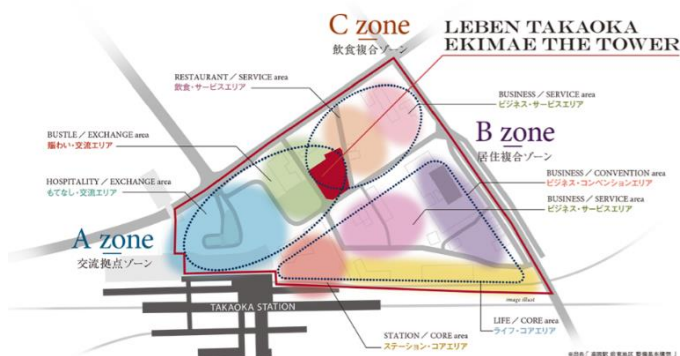 C zone
飲食複合ゾーン
LEBEN TAKAOKA
EKIMAE THE TOWER
RESTAURANT / SERVICE area
飲食・サービスエリア
BUSINESS / SERVICE area
ビジネス・サービスエリア
BUSTLE / EXCHANGE area
賑わい・交流エリア
B zone
居住複合ゾーン
HOSPITALITY / EXCHANGE area
もてなし・交流エリア
BUSINESS / CONVENTION area
ビジネス・コンベンションエリア
BUSINESS / SERVICE area
ビジネス・サービスエリア
A zone
交流拠点ゾーン
image illust
TAKAOKA STATION
LIFE / CORE area
ライフ・コアエリア
STATION / CORE area
ステーション・コアエリア